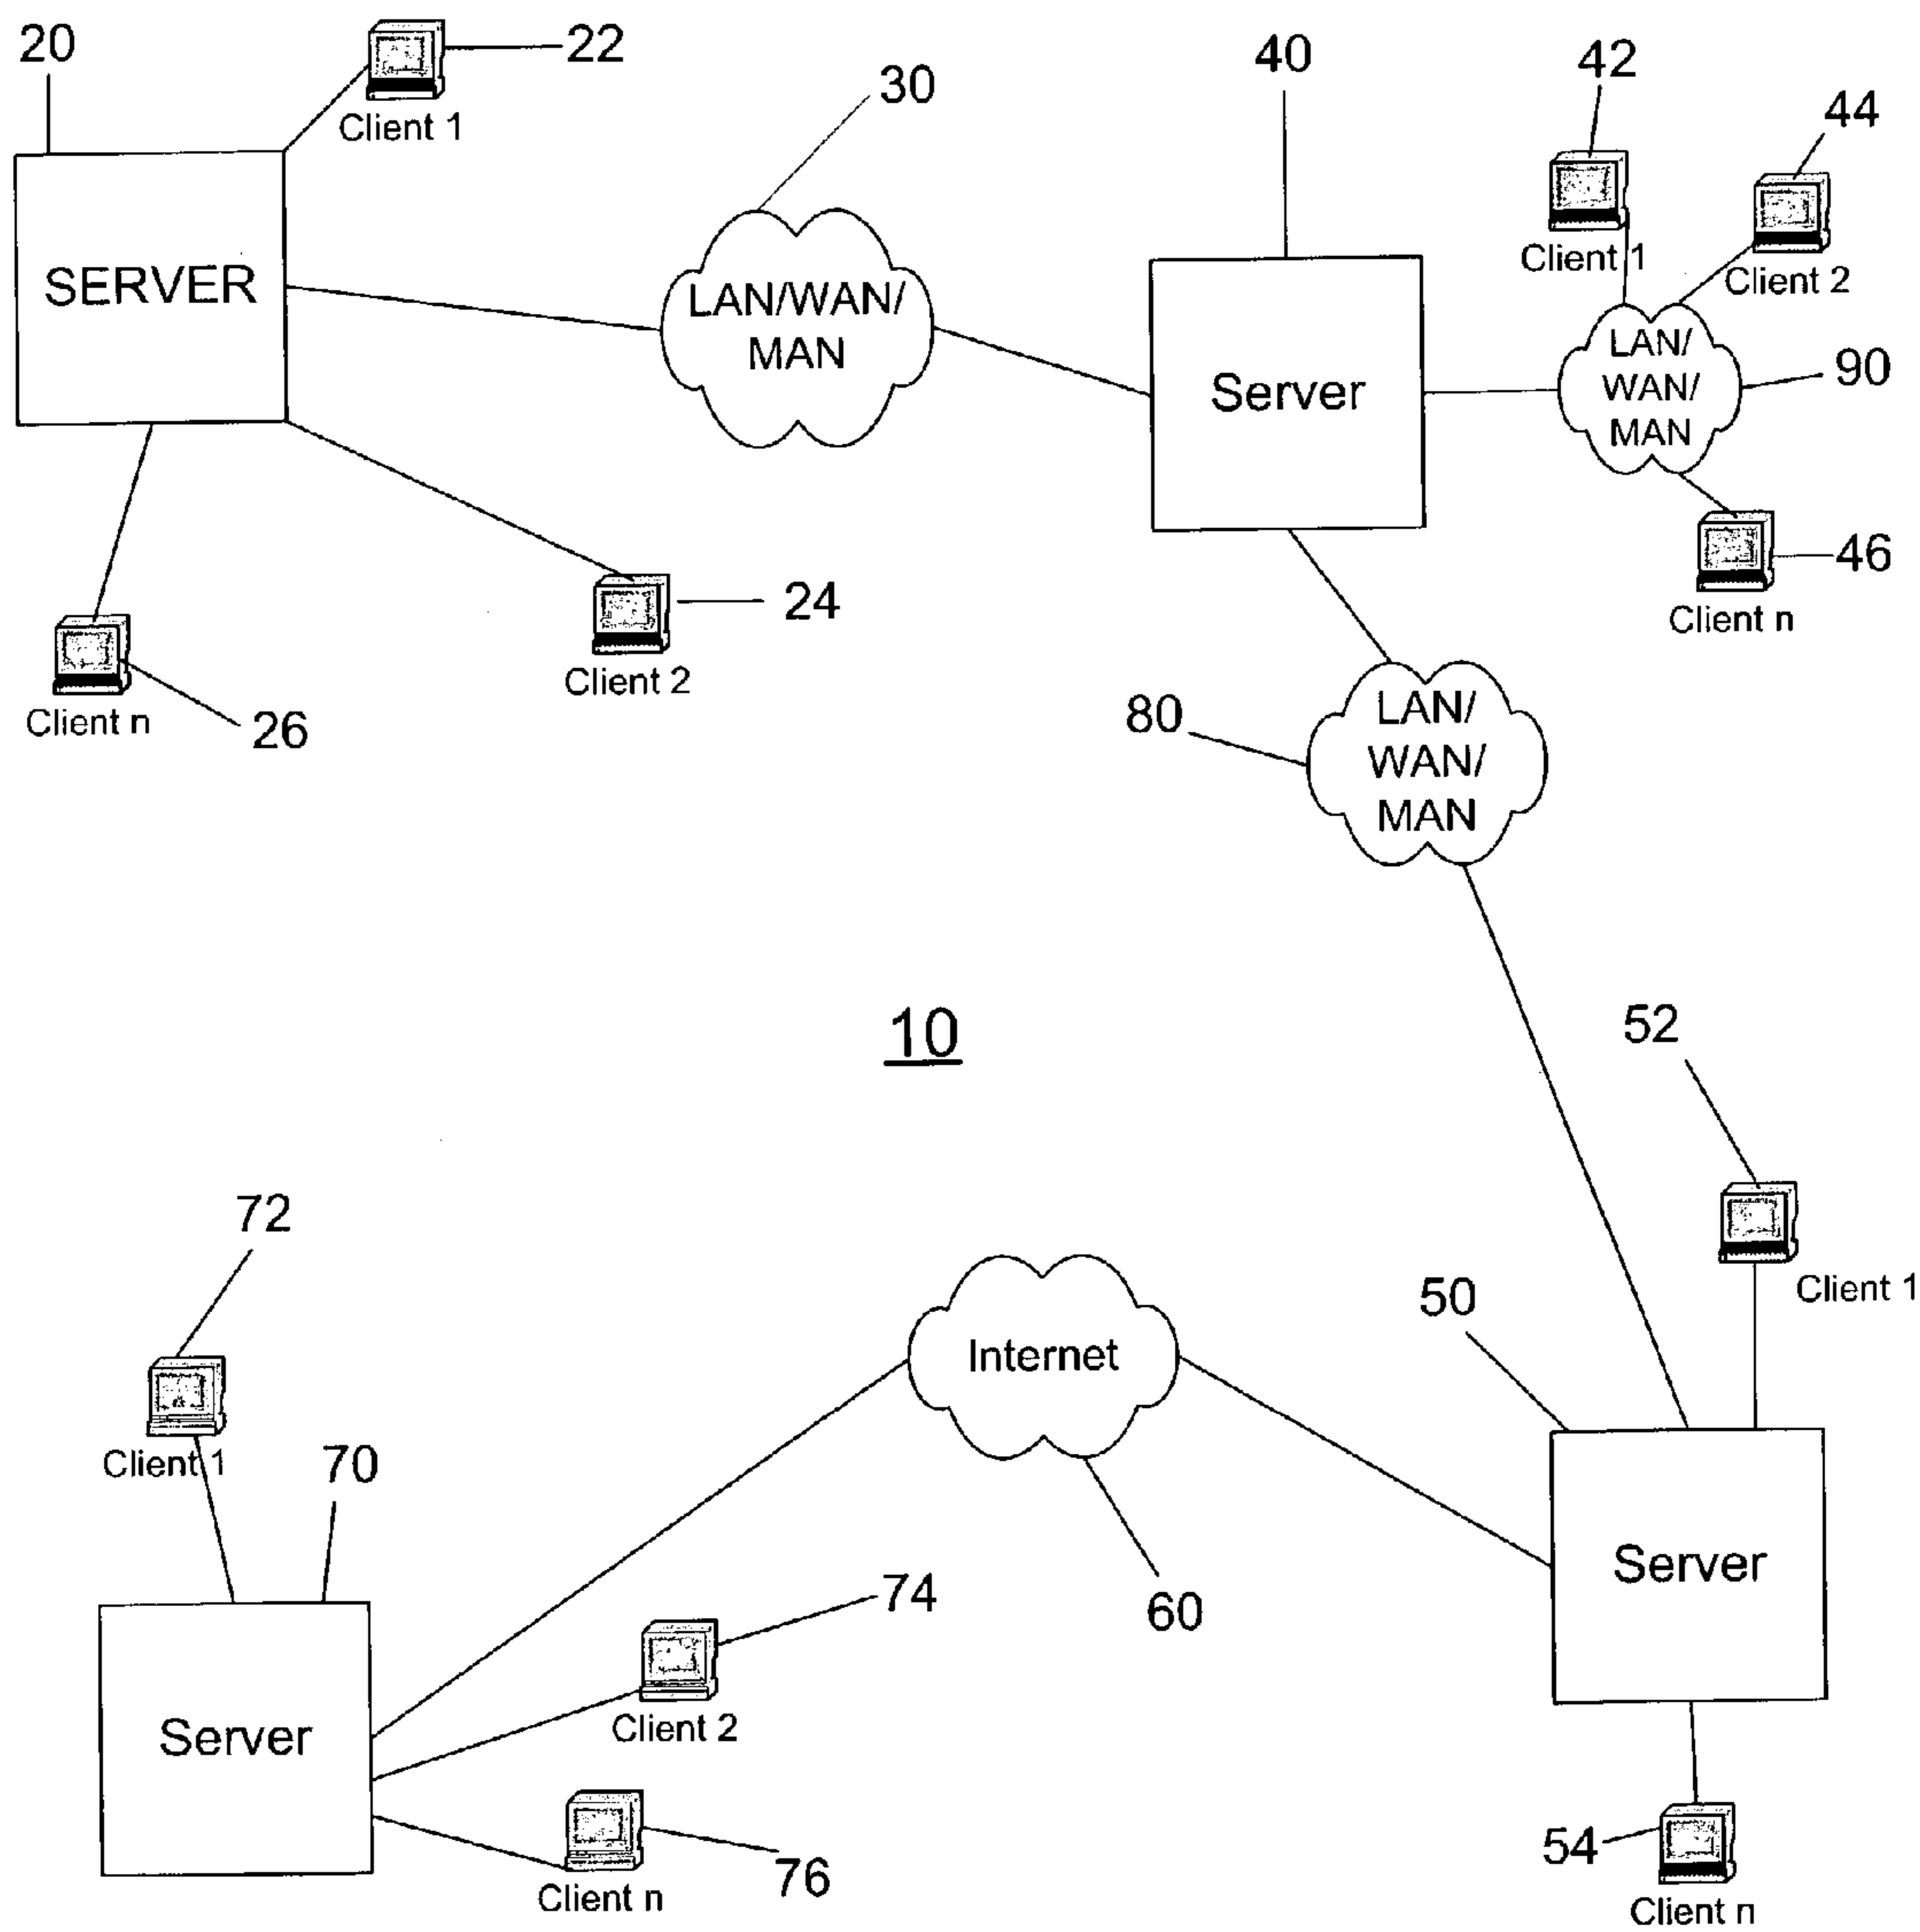 20
22
Client 1
30
40
42
44
SERVER
LAN/WAN/
MAN
Server
Client 1
Client 2
LAN/
WAN/
MAN
90
46
Client n
24
Client 2
Client n
26
80
LAN/
WAN/
MAN
10
52
Client 1
72
Client 1
70
Internet
60
50
Server
Server
74
Client 2
76
Client n
54
Client n